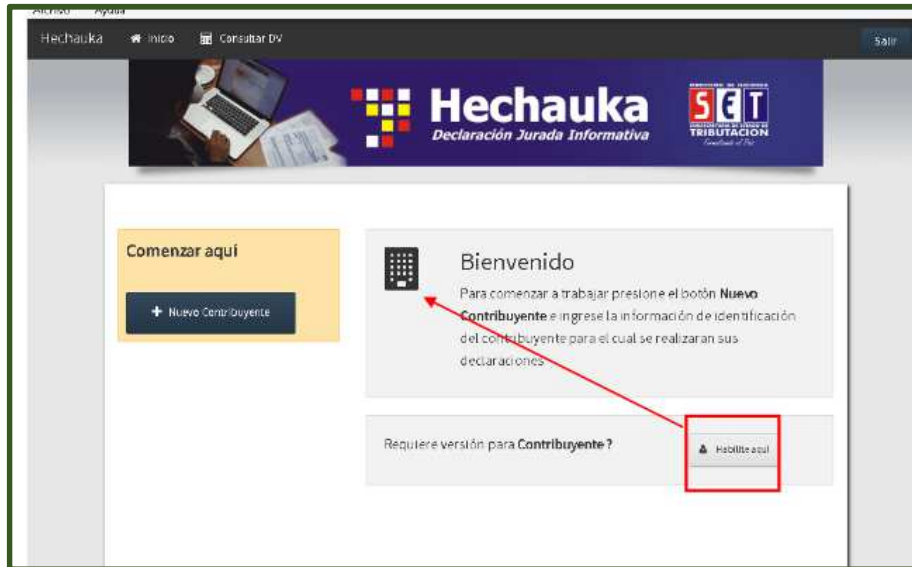 Archivo Ayuda
Hechauka Inicio Consultar DV Salir
Hechauka
Declaración Jurada Informativa
SET
TRIBUTACION
Comenzar aquí
+ Nuevo Contribuyente
Bienvenido
Para comenzar a trabajar presione el botón Nuevo
Contribuyente e ingrese la información de identificación
del contribuyente para el cual se realizaran sus
declaraciones
Requiere versión para Contribuyente ?
Habilite aquí